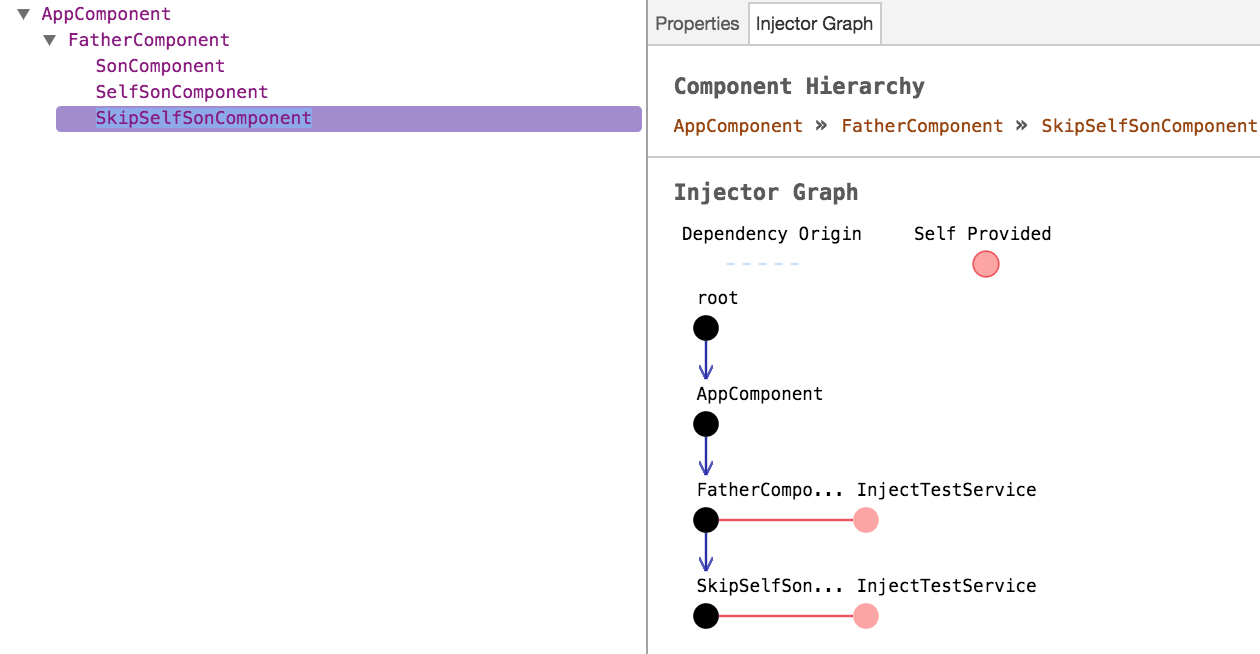 AppComponent
FatherComponent
SonComponent
SelfSonComponent
SkipSelfSonComponent
Properties Injector Graph
Component Hierarchy
AppComponent » FatherComponent » SkipSelfSonComponent
Injector Graph
Dependency Origin Self Provided
root
AppComponent
FatherCompo... InjectTestService
SkipSelfSon... InjectTestService